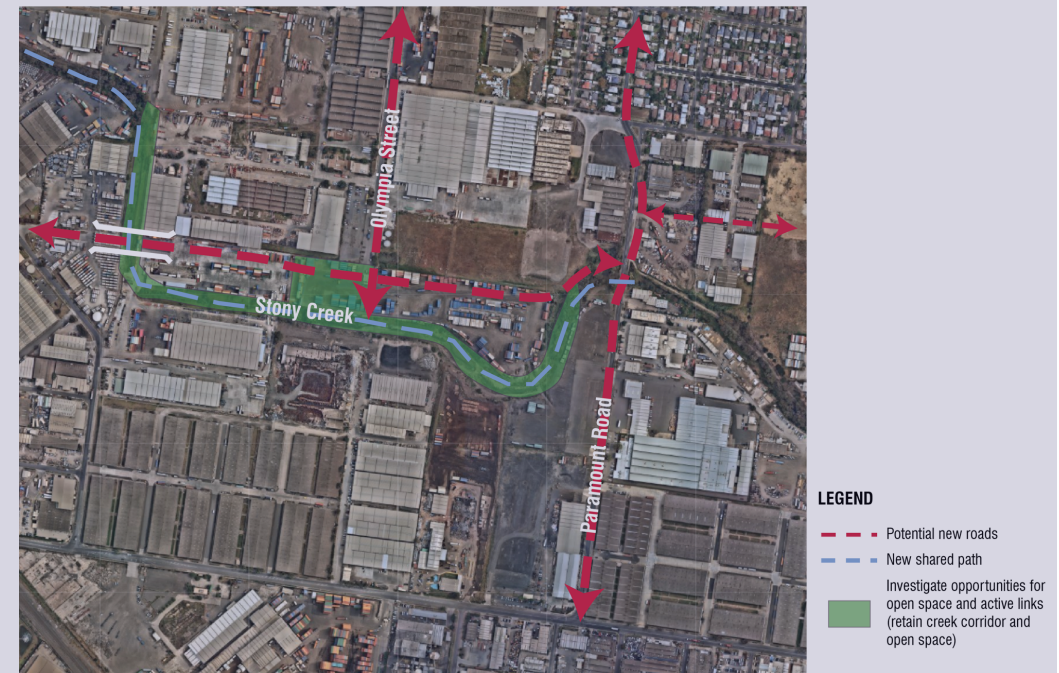 Olympia Street
Stony Creek
Paramount Road
LEGEND
Potential new roads
New shared path
Investigate opportunities for
open space and active links
(retain creek corridor and
open space)